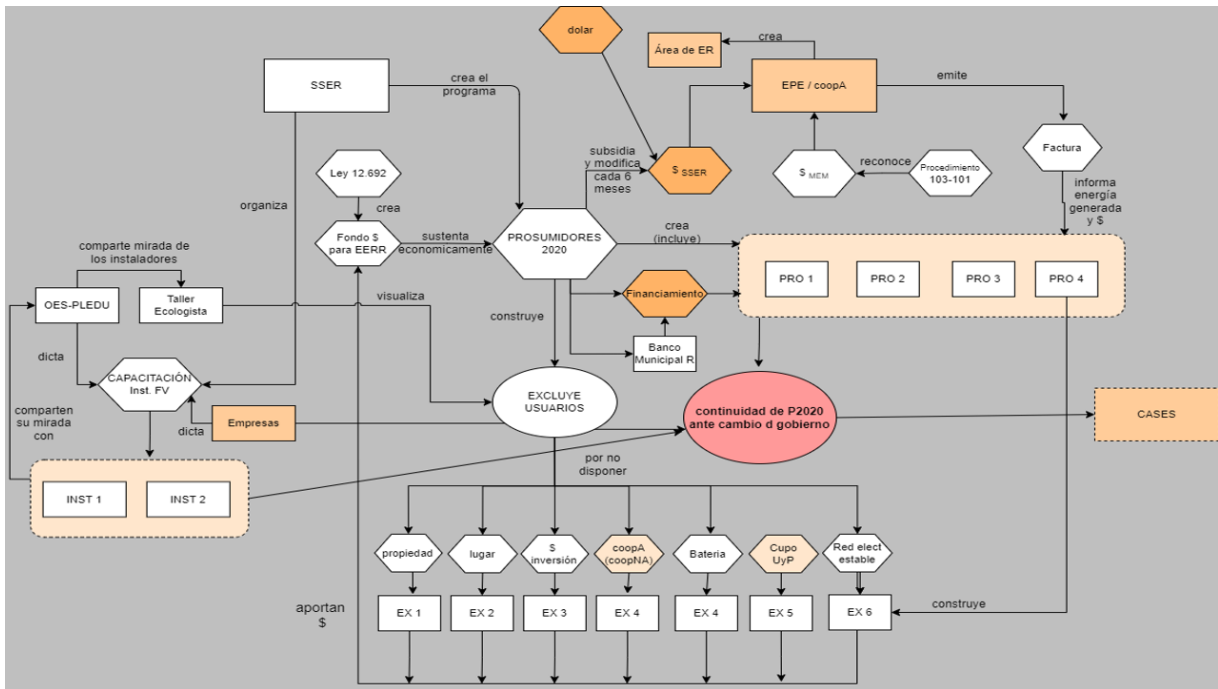 dolar
Área de ER
crea
SSER
crea el
programa
EPE / coopA
emite
Ley 12.692
subsidia
y modifica
cada 6
meses
$ SSER
$ MEM
reconoce
Procedimiento
103-101
Factura
organiza
crea
informa
energía
generada
y $
Fondo $
para EERR
sustenta
economicamente
PROSUMIDORES
2020
crea
(incluye)
comparte mirada de
los instaladores
PRO 1
PRO 2
PRO 3
PRO 4
OES-PLEDU
Taller
Ecologista
visualiza
Financiamiento
construye
Banco
Municipal R.
dicta
CAPACITACIÓN
Inst. FV
EXCLUYE
USUARIOS
continuidad de P2020
ante cambio d gobierno
CASES
comparten
su mirada
con
dicta
Empresas
por no
disponer
INST 1
INST 2
propiedad
lugar
$
inversión
coopA
(coopNA)
Bateria
Cupo
UyP
Red elect
estable
aportan
$
EX 1
EX 2
EX 3
EX 4
EX 4
EX 5
EX 6
construye